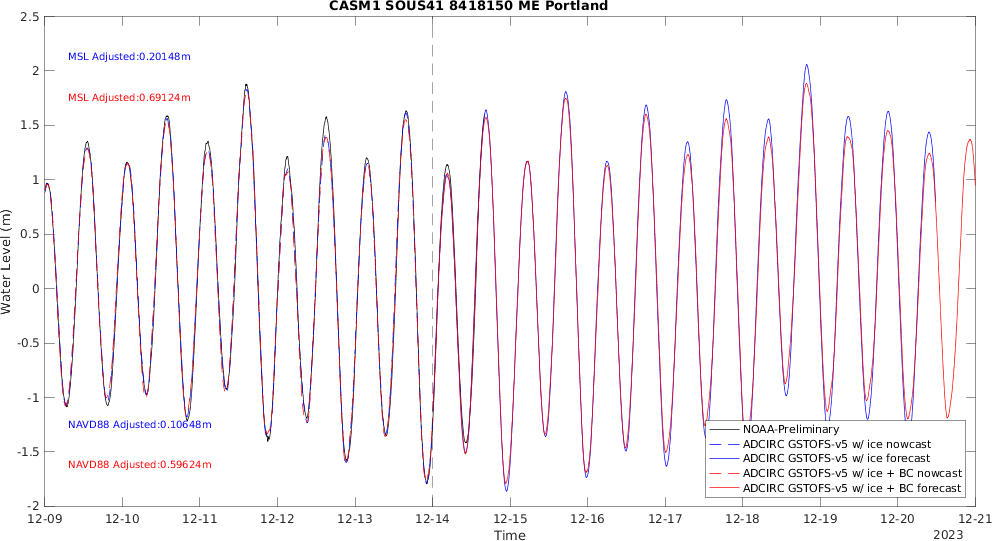 CASM1 SOUS41 8418150 ME Portland
2.5
2
1.5
1
0.5
0
-0.5
-1
-1.5
-2
Water Level (m)
MSL Adjusted:0.20148m
MSL Adjusted:0.69124m
NAVD88 Adjusted:0.10648m
NAVD88 Adjusted:0.59624m
NOAA-Preliminary
ADCIRC GSTOFS-v5 w/ ice nowcast
ADCIRC GSTOFS-v5 w/ ice forecast
ADCIRC GSTOFS-v5 w/ ice + BC nowcast
ADCIRC GSTOFS-v5 w/ ice + BC forecast
12-09 12-10 12-11 12-12 12-13 12-14 12-15 12-16 12-17 12-18 12-19 12-20 12-21
Time
2023